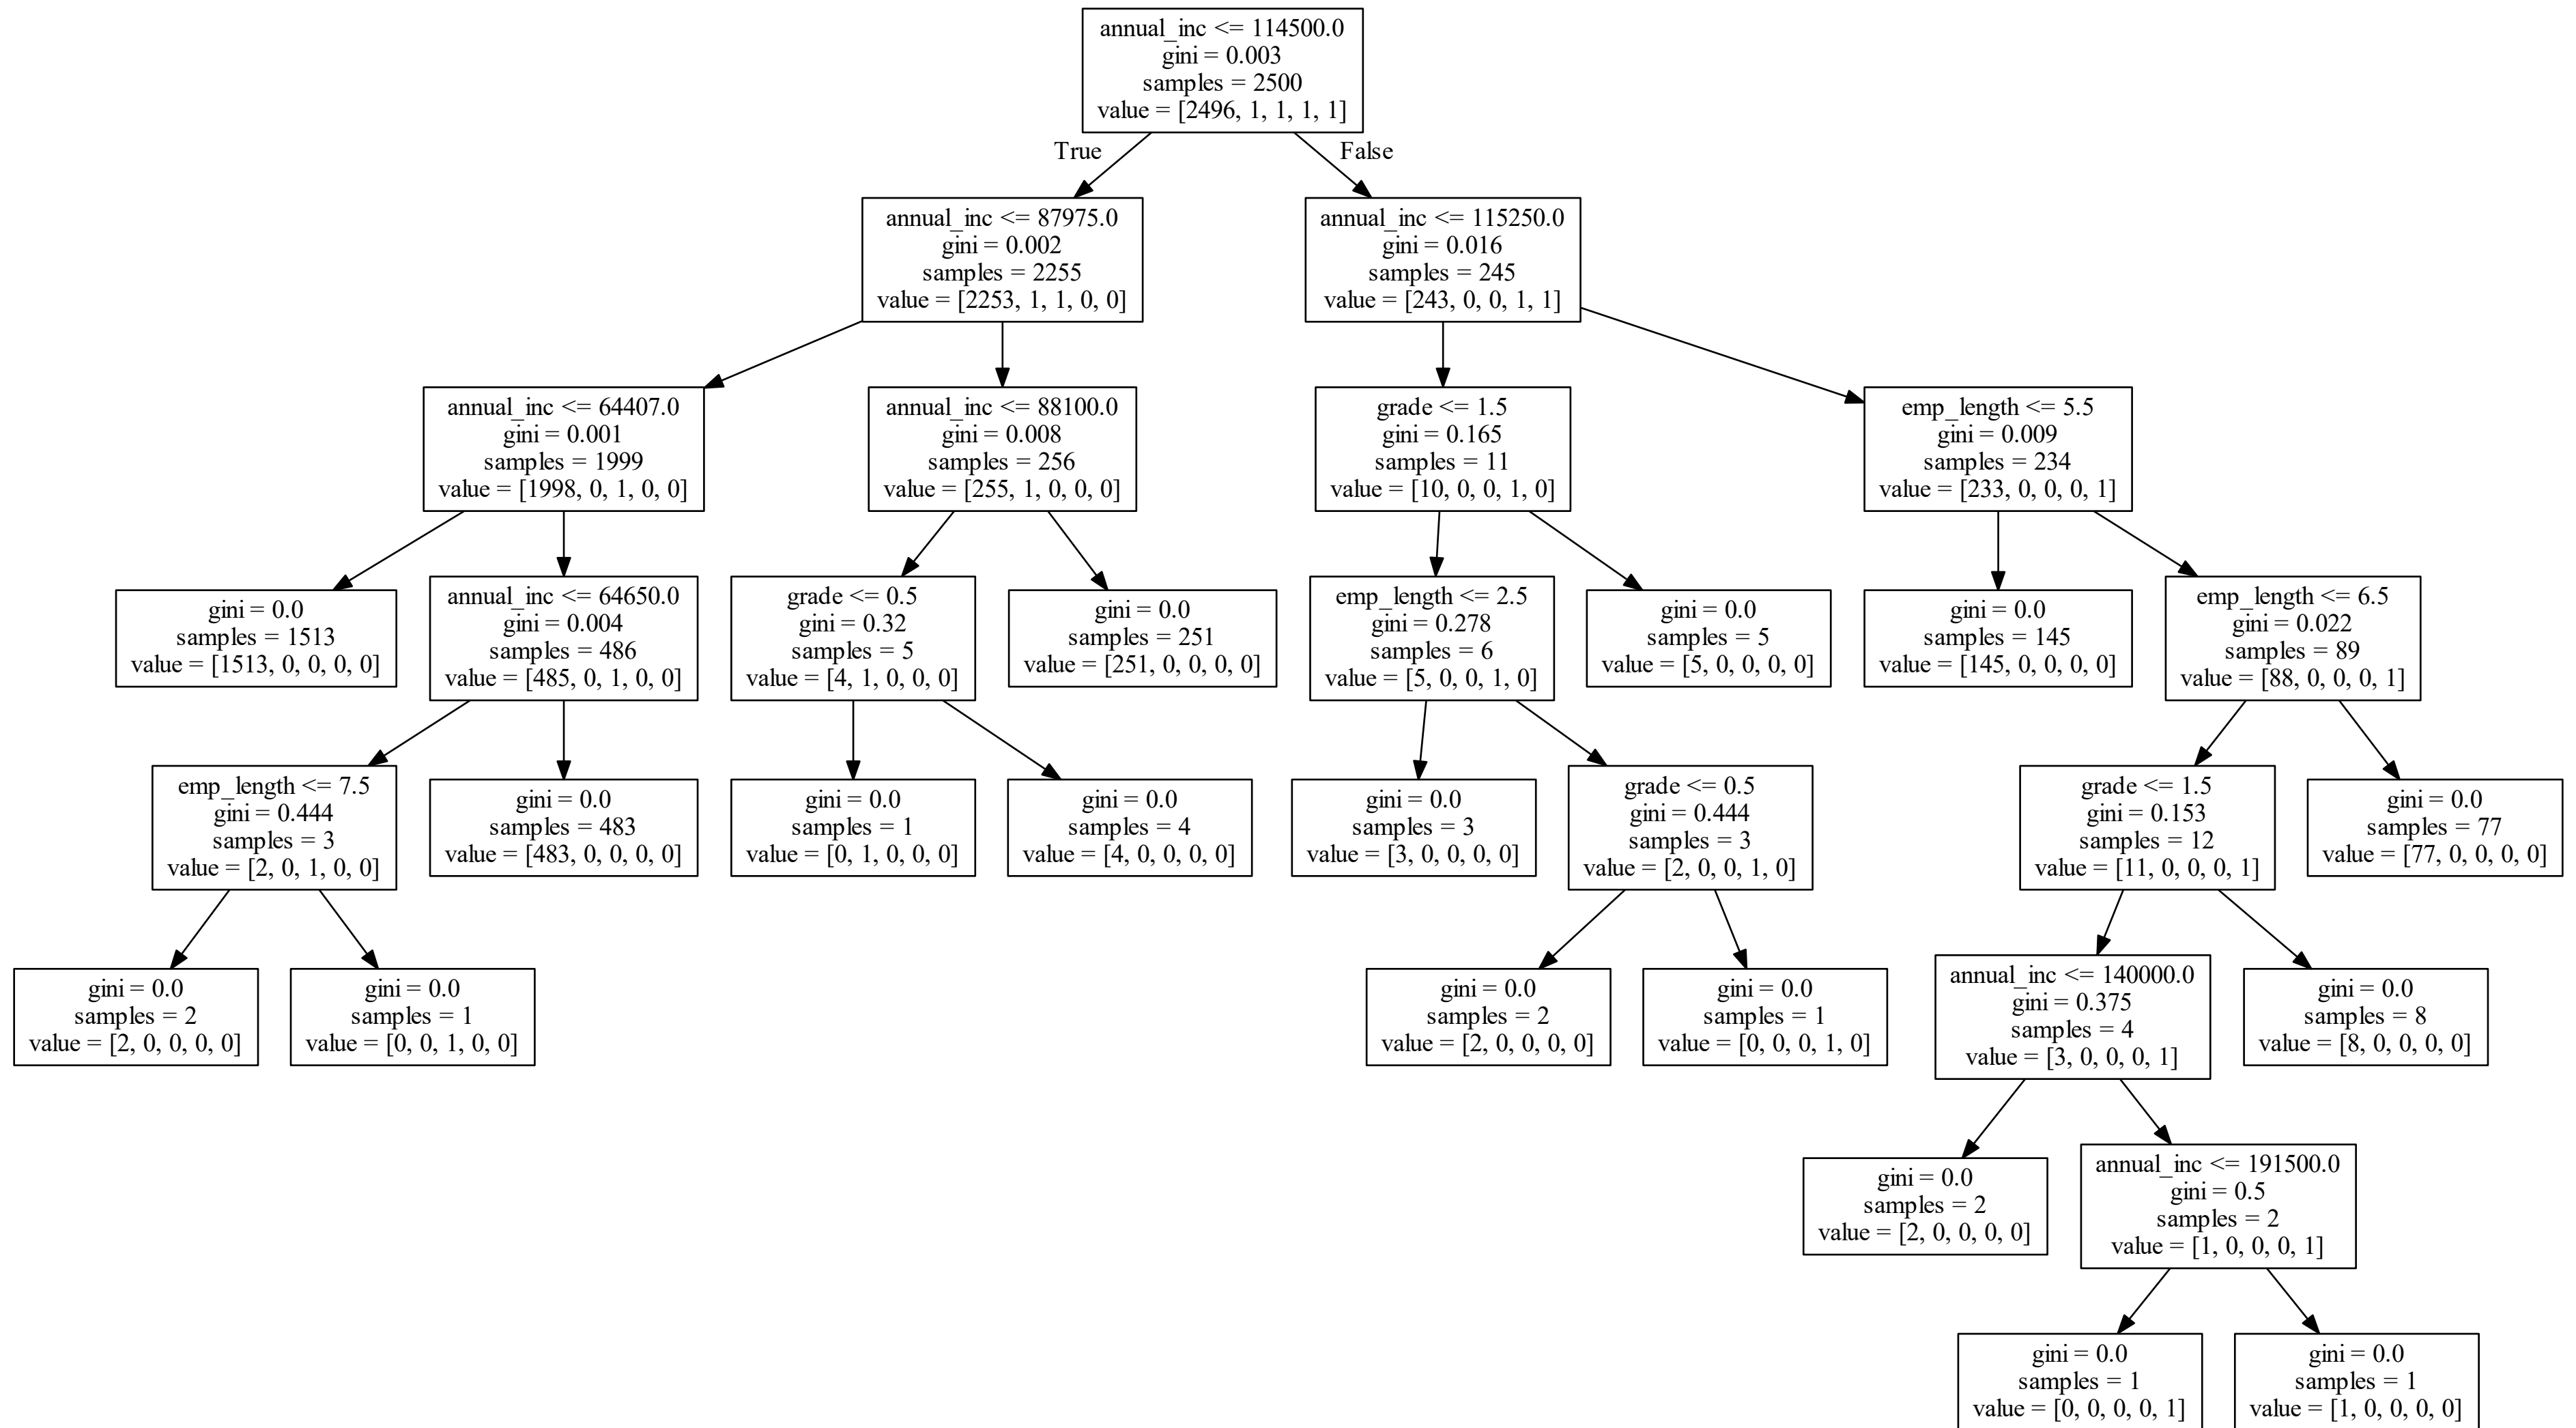 annual_inc <= 114500.0
gini = 0.003
samples = 2500
value = [2496, 1, 1, 1, 1]
True
False
annual_inc <= 87975.0
gini = 0.002
samples = 2255
value = [2253, 1, 1, 0, 0]
annual_inc <= 115250.0
gini = 0.016
samples = 245
value = [243, 0, 0, 1, 1]
annual_inc <= 64407.0
gini = 0.001
samples = 1999
value = [1998, 0, 1, 0, 0]
annual_inc <= 88100.0
gini = 0.008
samples = 256
value = [255, 1, 0, 0, 0]
grade <= 1.5
gini = 0.165
samples = 11
value = [10, 0, 0, 1, 0]
emp_length <= 5.5
gini = 0.009
samples = 234
value = [233, 0, 0, 0, 1]
gini = 0.0
samples = 1513
value = [1513, 0, 0, 0, 0]
annual_inc <= 64650.0
gini = 0.004
samples = 486
value = [485, 0, 1, 0, 0]
grade <= 0.5
gini = 0.32
samples = 5
value = [4, 1, 0, 0, 0]
gini = 0.0
samples = 251
value = [251, 0, 0, 0, 0]
emp_length <= 2.5
gini = 0.278
samples = 6
value = [5, 0, 0, 1, 0]
gini = 0.0
samples = 5
value = [5, 0, 0, 0, 0]
gini = 0.0
samples = 145
value = [145, 0, 0, 0, 0]
emp_length <= 6.5
gini = 0.022
samples = 89
value = [88, 0, 0, 0, 1]
emp_length <= 7.5
gini = 0.444
samples = 3
value = [2, 0, 1, 0, 0]
gini = 0.0
samples = 483
value = [483, 0, 0, 0, 0]
gini = 0.0
samples = 1
value = [0, 1, 0, 0, 0]
gini = 0.0
samples = 4
value = [4, 0, 0, 0, 0]
gini = 0.0
samples = 3
value = [3, 0, 0, 0, 0]
grade <= 0.5
gini = 0.444
samples = 3
value = [2, 0, 0, 1, 0]
grade <= 1.5
gini = 0.153
samples = 12
value = [11, 0, 0, 0, 1]
gini = 0.0
samples = 77
value = [77, 0, 0, 0, 0]
gini = 0.0
samples = 2
value = [2, 0, 0, 0, 0]
gini = 0.0
samples = 1
value = [0, 0, 1, 0, 0]
gini = 0.0
samples = 2
value = [2, 0, 0, 0, 0]
gini = 0.0
samples = 1
value = [0, 0, 0, 1, 0]
annual_inc <= 140000.0
gini = 0.375
samples = 4
value = [3, 0, 0, 0, 1]
gini = 0.0
samples = 8
value = [8, 0, 0, 0, 0]
gini = 0.0
samples = 2
value = [2, 0, 0, 0, 0]
annual_inc <= 191500.0
gini = 0.5
samples = 2
value = [1, 0, 0, 0, 1]
gini = 0.0
samples = 1
value = [0, 0, 0, 0, 1]
gini = 0.0
samples = 1
value = [1, 0, 0, 0, 0]